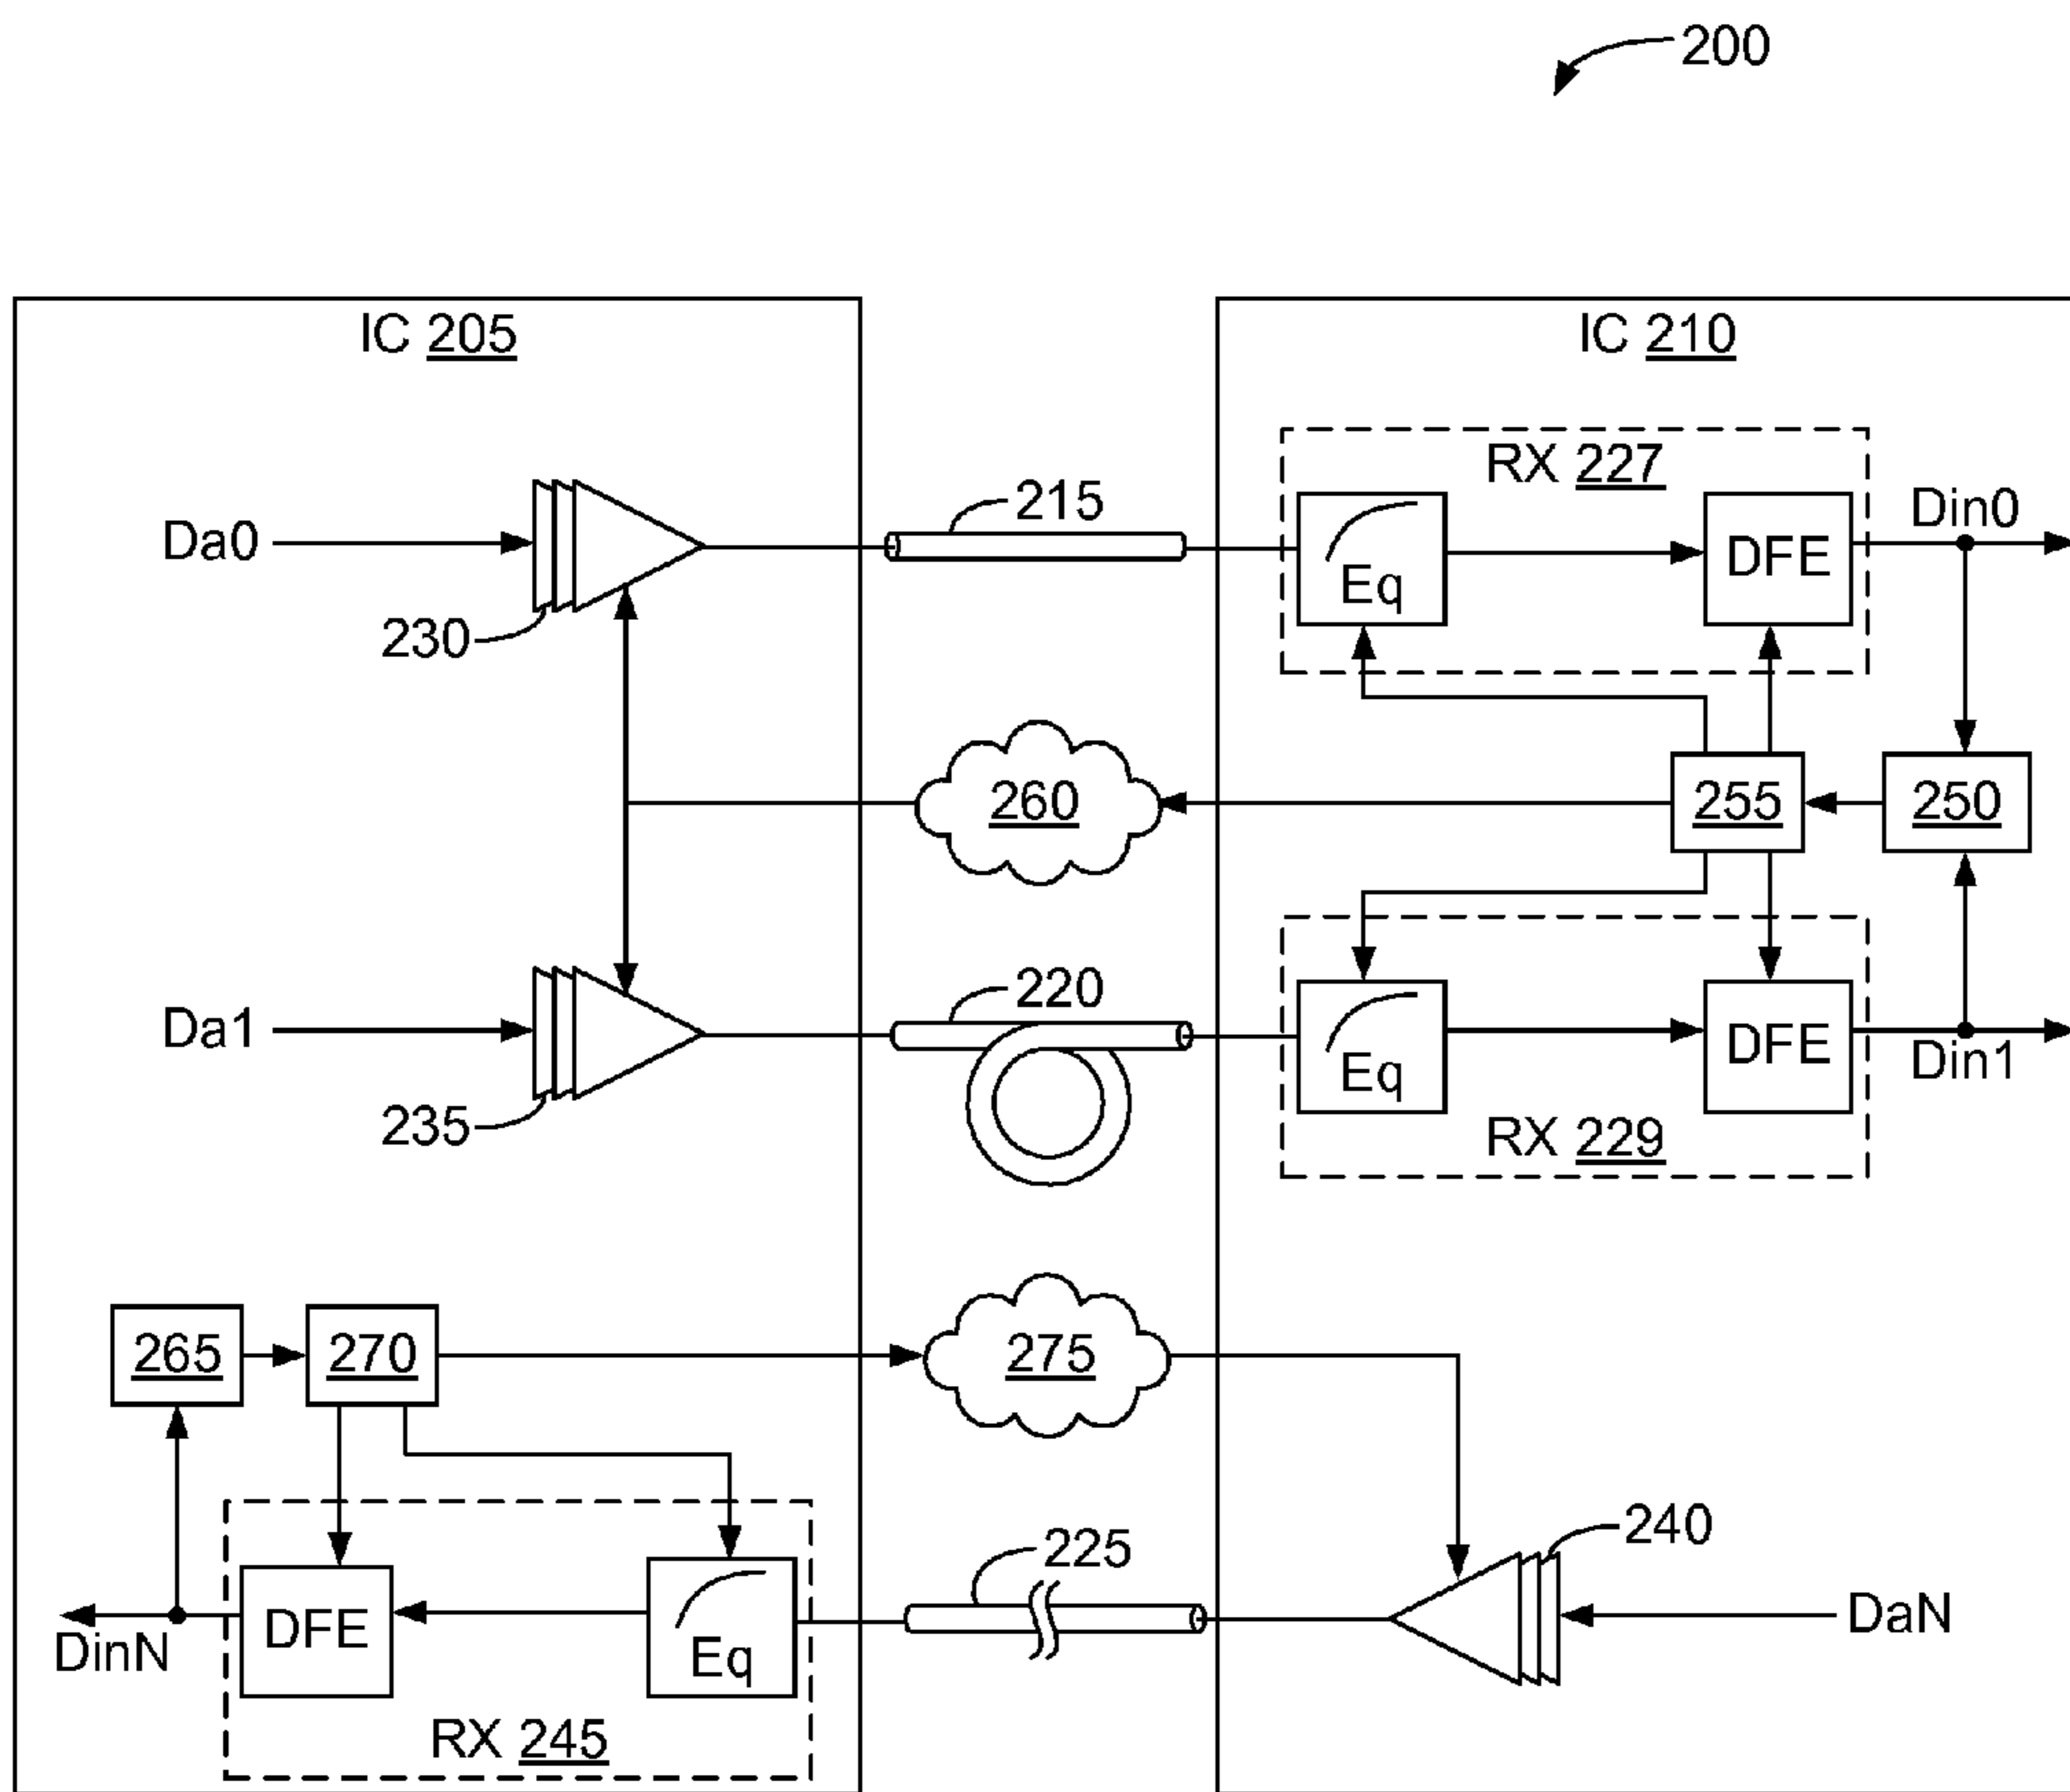 200
IC 205
IC 210
RX 227
215
Din0
Da0
DFE
Eq
230
260
255
250
220
Da1
DFE
Eq
Din1
235
RX 229
265
270
275
240
225
DaN
DFE
DinN
Eq
RX 245